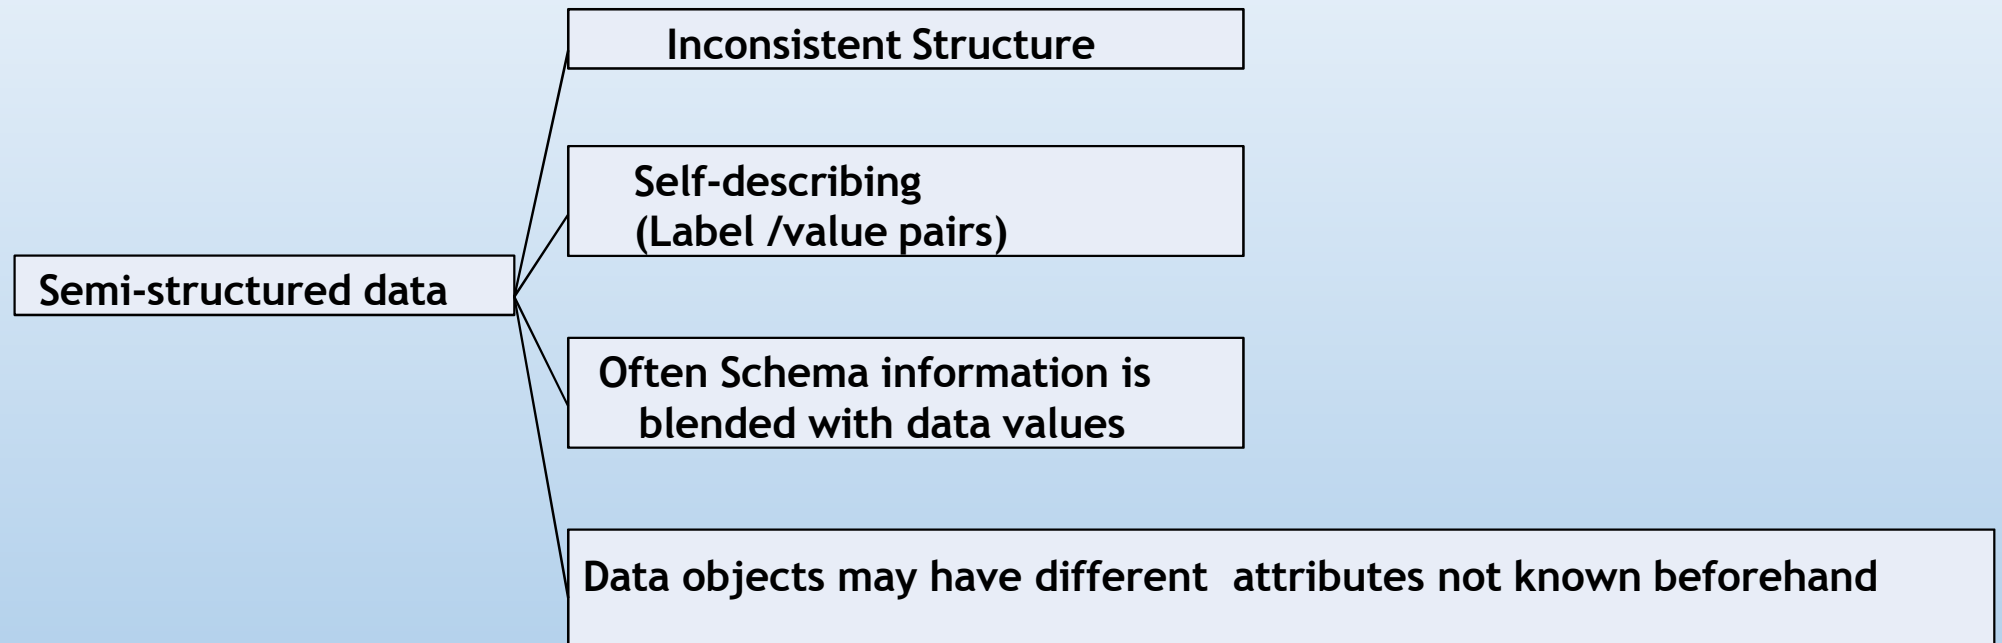 Inconsistent Structure
Self-describing
(Label /value pairs)
Semi-structured data
Often Schema information is
blended with data values
Data objects may have different  attributes not known beforehand